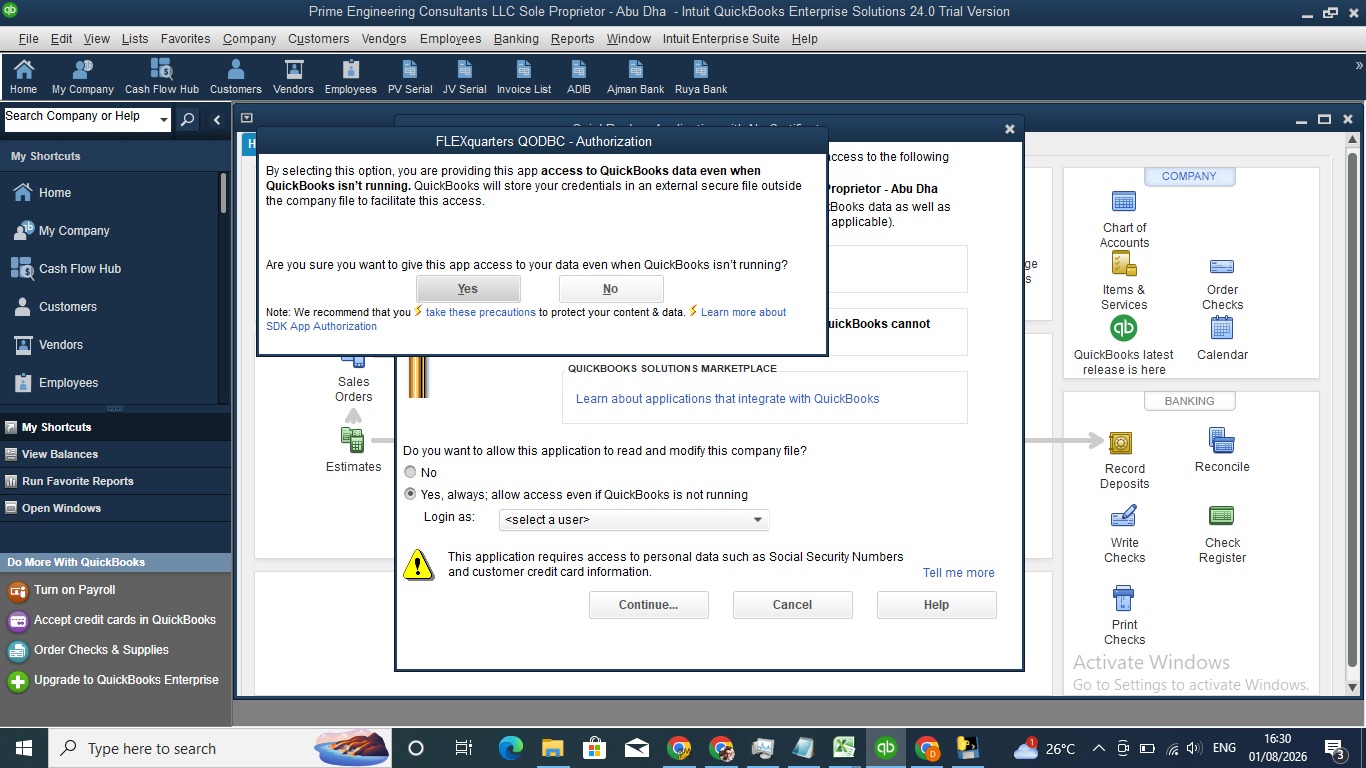 Prime Engineering Consultants LLC Sole Proprietor - Abu Dha - Intuit QuickBooks Enterprise Solutions 24.0 Trial Version
File Edit View Lists Favorites Company Customers Vendors Employees Banking Reports Window Intuit Enterprise Suite Help
Home My Company Cash Flow Hub Customers Vendors Employees PV Serial JV Serial Invoice List ADIB Ajman Bank Ruya Bank
Search Company or Help
My Shortcuts
Home
My Company
Cash Flow Hub
Customers
Vendors
Employees
My Shortcuts
View Balances
Run Favorite Reports
Open Windows
Do More With QuickBooks
Turn on Payroll
Accept credit cards in QuickBooks
Order Checks & Supplies
Upgrade to QuickBooks Enterprise
FLEXquarters QODBC - Authorization
By selecting this option, you are providing this app access to QuickBooks data even when
QuickBooks isn't running. QuickBooks will store your credentials in an external secure file outside
the company file to facilitate this access.
Are you sure you want to give this app access to your data even when QuickBooks isn't running?
Yes No
Note: We recommend that you take these precautions to protect your content & data. Learn more about
SDK App Authorization
ccess to the following
Proprietor - Abu Dha
kBooks data as well as
applicable).
uickBooks cannot
QUICKBOOKS SOLUTIONS MARKETPLACE
Learn about applications that integrate with QuickBooks
Do you want to allow this application to read and modify this company file?
No
Yes, always; allow access even if QuickBooks is not running
Login as: <select a user>
This application requires access to personal data such as Social Security Numbers
and customer credit card information.
Tell me more
Continue... Cancel Help
Sales
Orders
Estimates
ge
s
COMPANY
Chart of
Accounts
Items &
Services
Order
Checks
QuickBooks latest
release is here
Calendar
BANKING
Record
Deposits
Reconcile
Write
Checks
Check
Register
Print
Checks
Activate Windows
Go to Settings to activate Windows.
Type here to search
26°C
ENG
16:30
01/08/2026
3